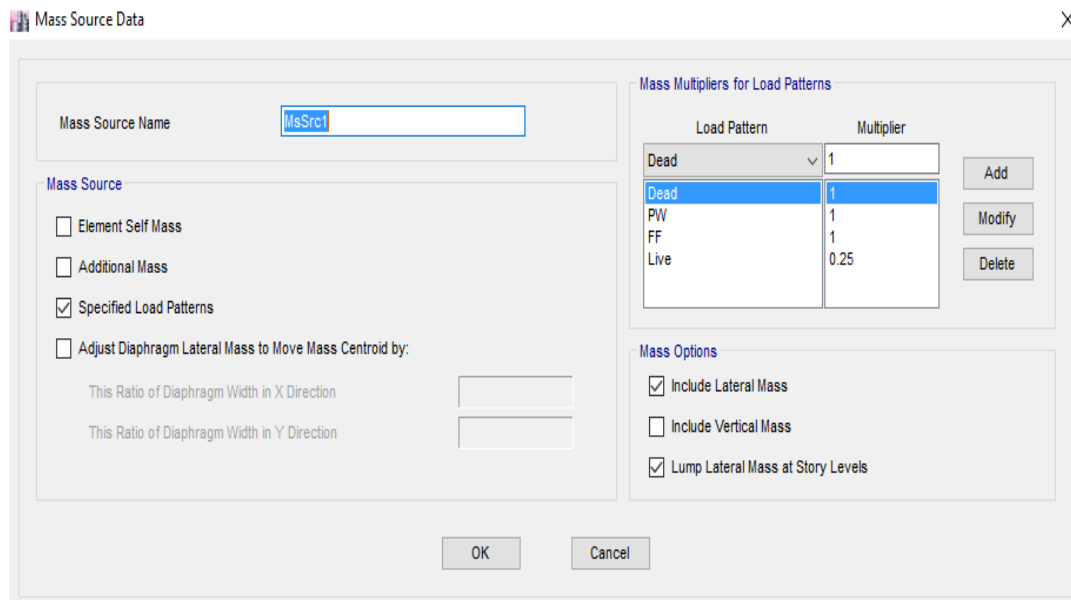 Mass Source Data
Mass Source Name MsSrc1
Mass Source
Element Self Mass
Additional Mass
Specified Load Patterns
Adjust Diaphragm Lateral Mass to Move Mass Centroid by:
This Ratio of Diaphragm Width in X Direction
This Ratio of Diaphragm Width in Y Direction
Mass Multipliers for Load Patterns
Load Pattern Multiplier
Dead 1
Dead 1
PW 1
FF 1
Live 0.25
Add
Modify
Delete
Mass Options
Include Lateral Mass
Include Vertical Mass
Lump Lateral Mass at Story Levels
OK Cancel